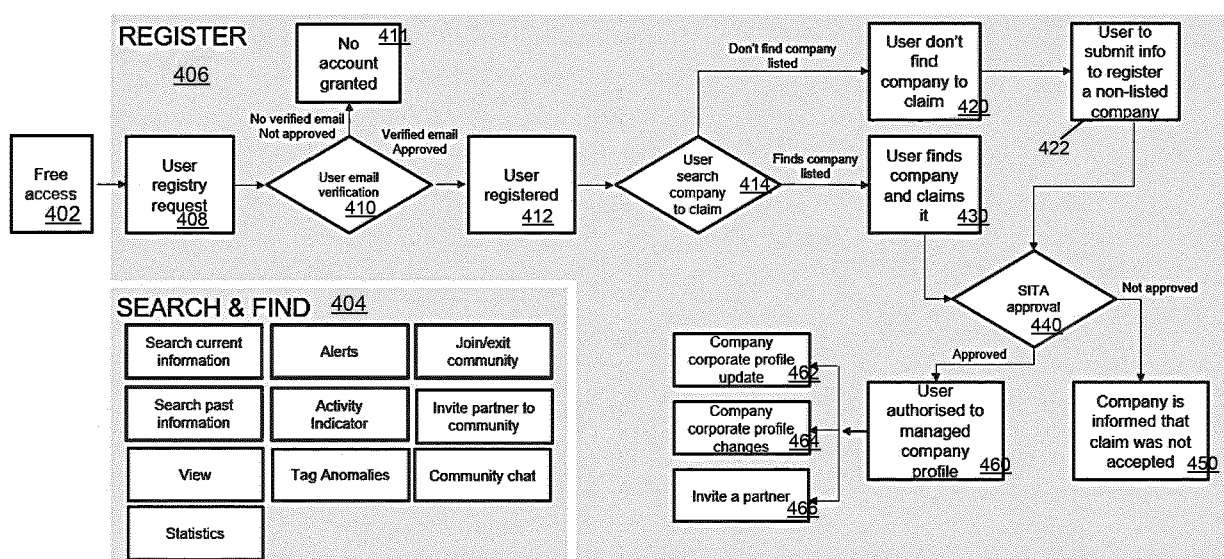 REGISTER
406
No
account
granted
411
No verified email
Not approved
Verified email
Approved
Free
access
402
User
registry
request
408
User email
verification
410
User
registered
412
User
search
company
to claim
414
Don't find company
listed
Finds company
listed
User don't
find
company to
claim
420
User to
submit info
to register
a non-listed
company
422
User finds
company
and claims
it
430
SITA
approval
440
Not approved
Approved
Company is
informed that
claim was not
accepted
450
User
authorised to
managed
company
profile
460
Company
corporate profile
update
462
Company
corporate profile
changes
464
Invite a partner
466
SEARCH & FIND
404
Search current
information
Alerts
Join/exit
community
Search past
information
Activity
Indicator
Invite partner to
community
View
Tag Anomalies
Community chat
Statistics